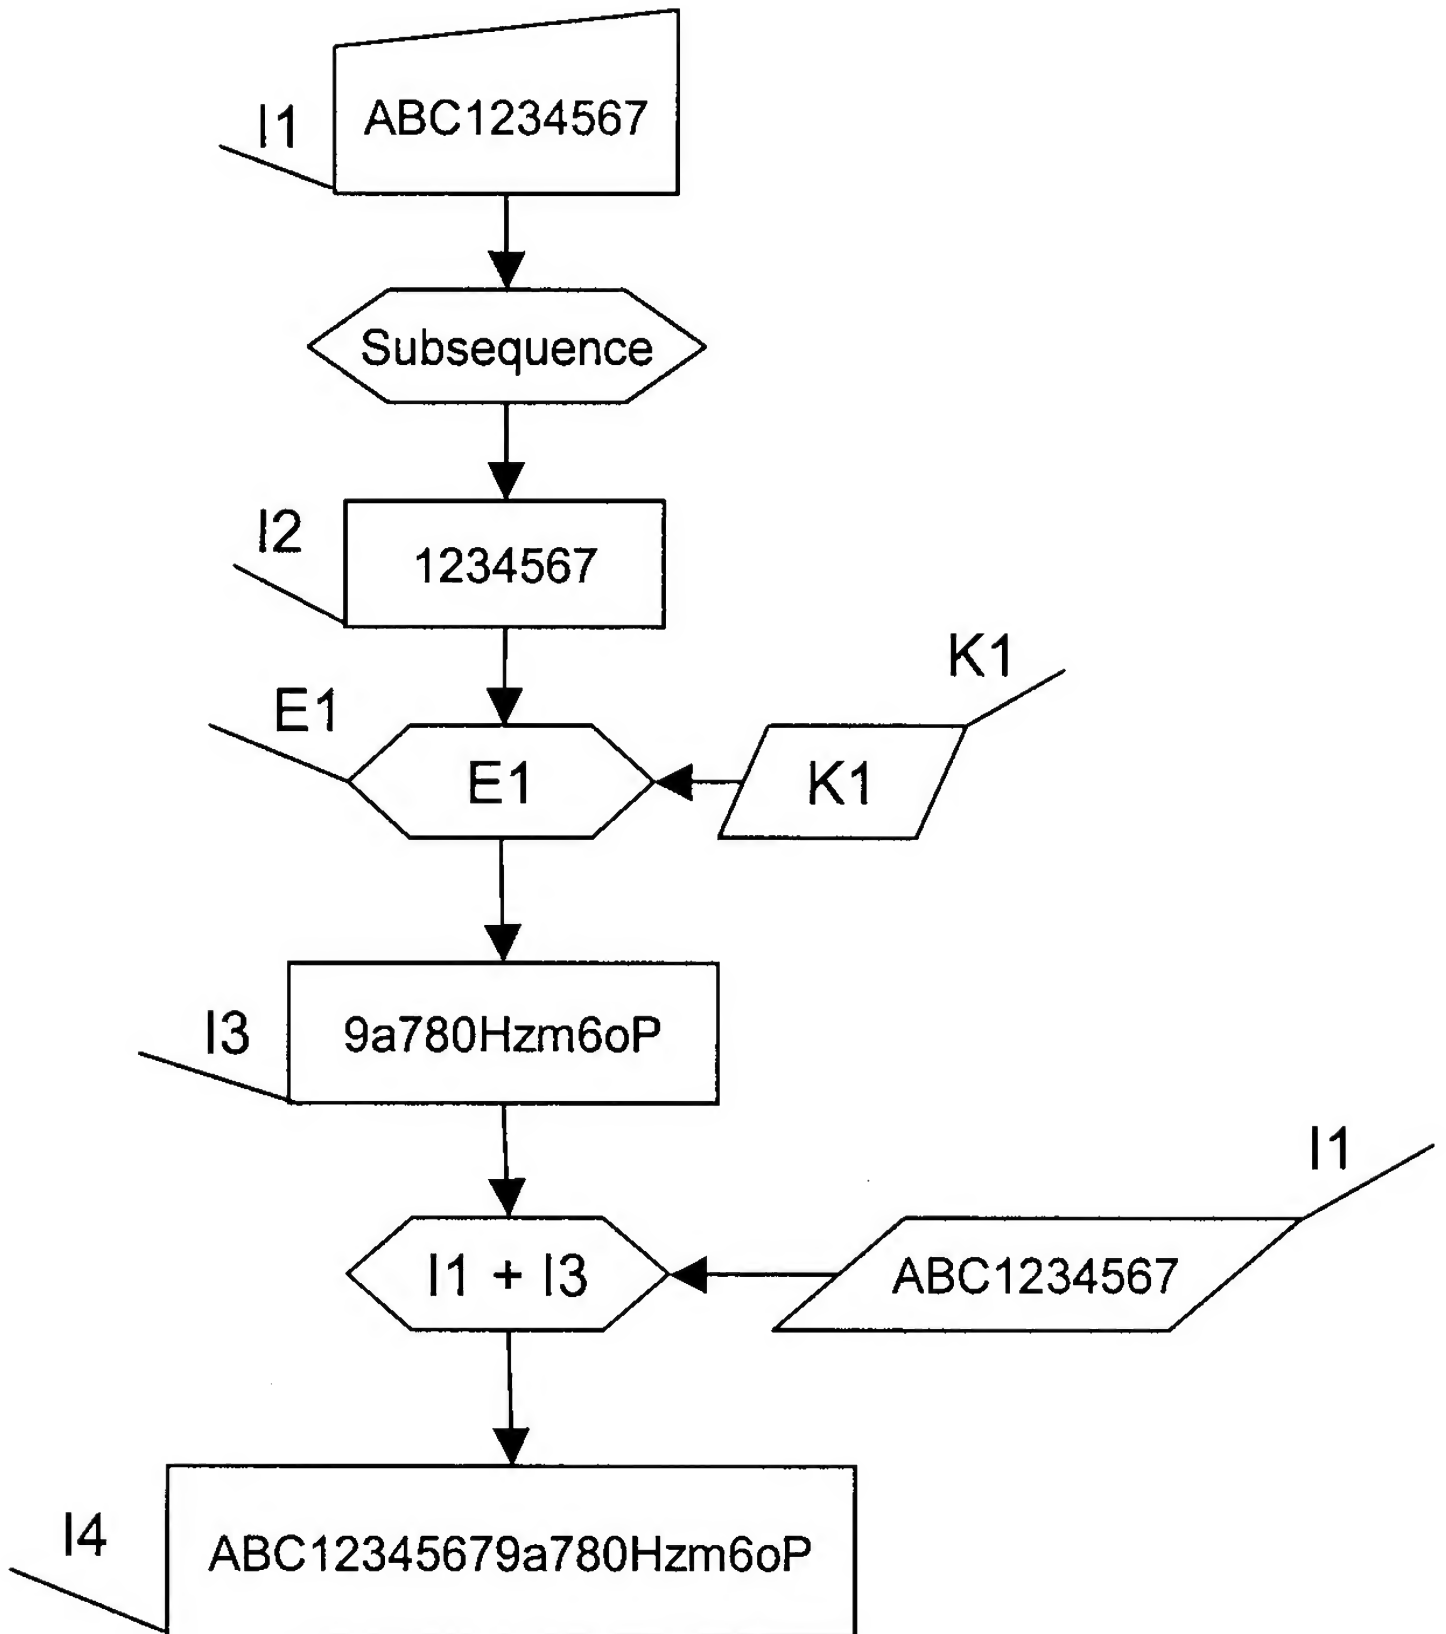 I1
ABC1234567
Subsequence
I2
1234567
K1
E1
E1
K1
I3
9a780Hzm6oP
I1
I1 + I3
ABC1234567
I4
ABC12345679a780Hzm6oP